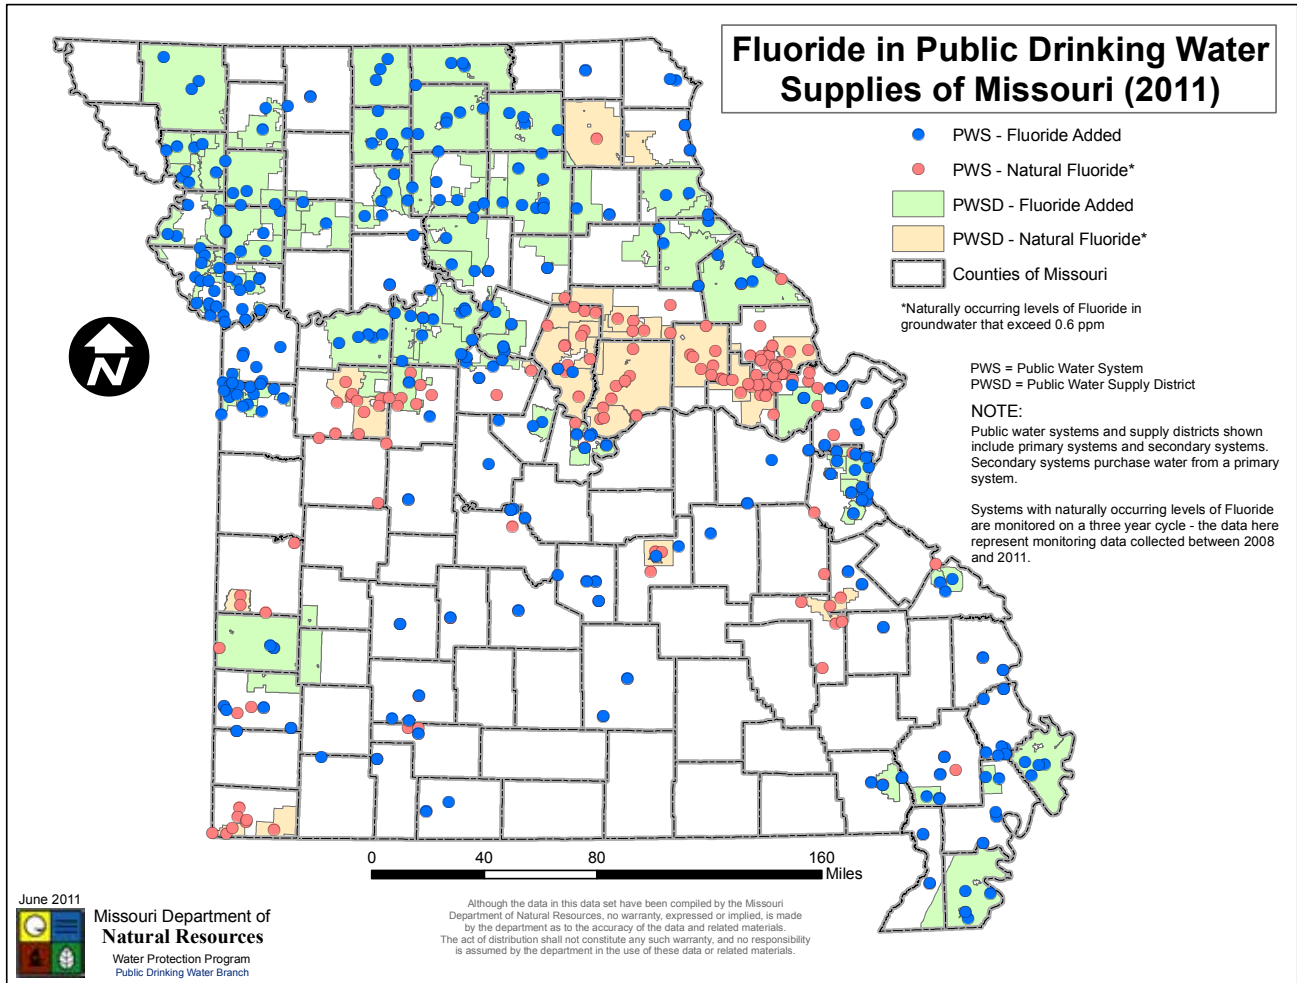 Fluoride in Public Drinking Water
Supplies of Missouri (2011)
PWS - Fluoride Added
PWS - Natural Fluoride*
PWSD - Fluoride Added
PWSD - Natural Fluoride*
Counties of Missouri
*Naturally occurring levels of Fluoride in
groundwater that exceed 0.6 ppm
PWS = Public Water System
PWSD = Public Water Supply District
NOTE:
Public water systems and supply districts shown
include primary systems and secondary systems.
Secondary systems purchase water from a primary
system.
Systems with naturally occurring levels of Fluoride
are monitored on a three year cycle - the data here
represent monitoring data collected between 2008
and 2011.
N
0 40 80 160
Miles
June 2011
Missouri Department of
Natural Resources
Water Protection Program
Public Drinking Water Branch
Although the data in this data set have been compiled by the Missouri
Department of Natural Resources, no warranty, expressed or implied, is made
by the department as to the accuracy of the data and related materials.
The act of distribution shall not constitute any such warranty, and no responsibility
is assumed by the department in the use of these data or related materials.